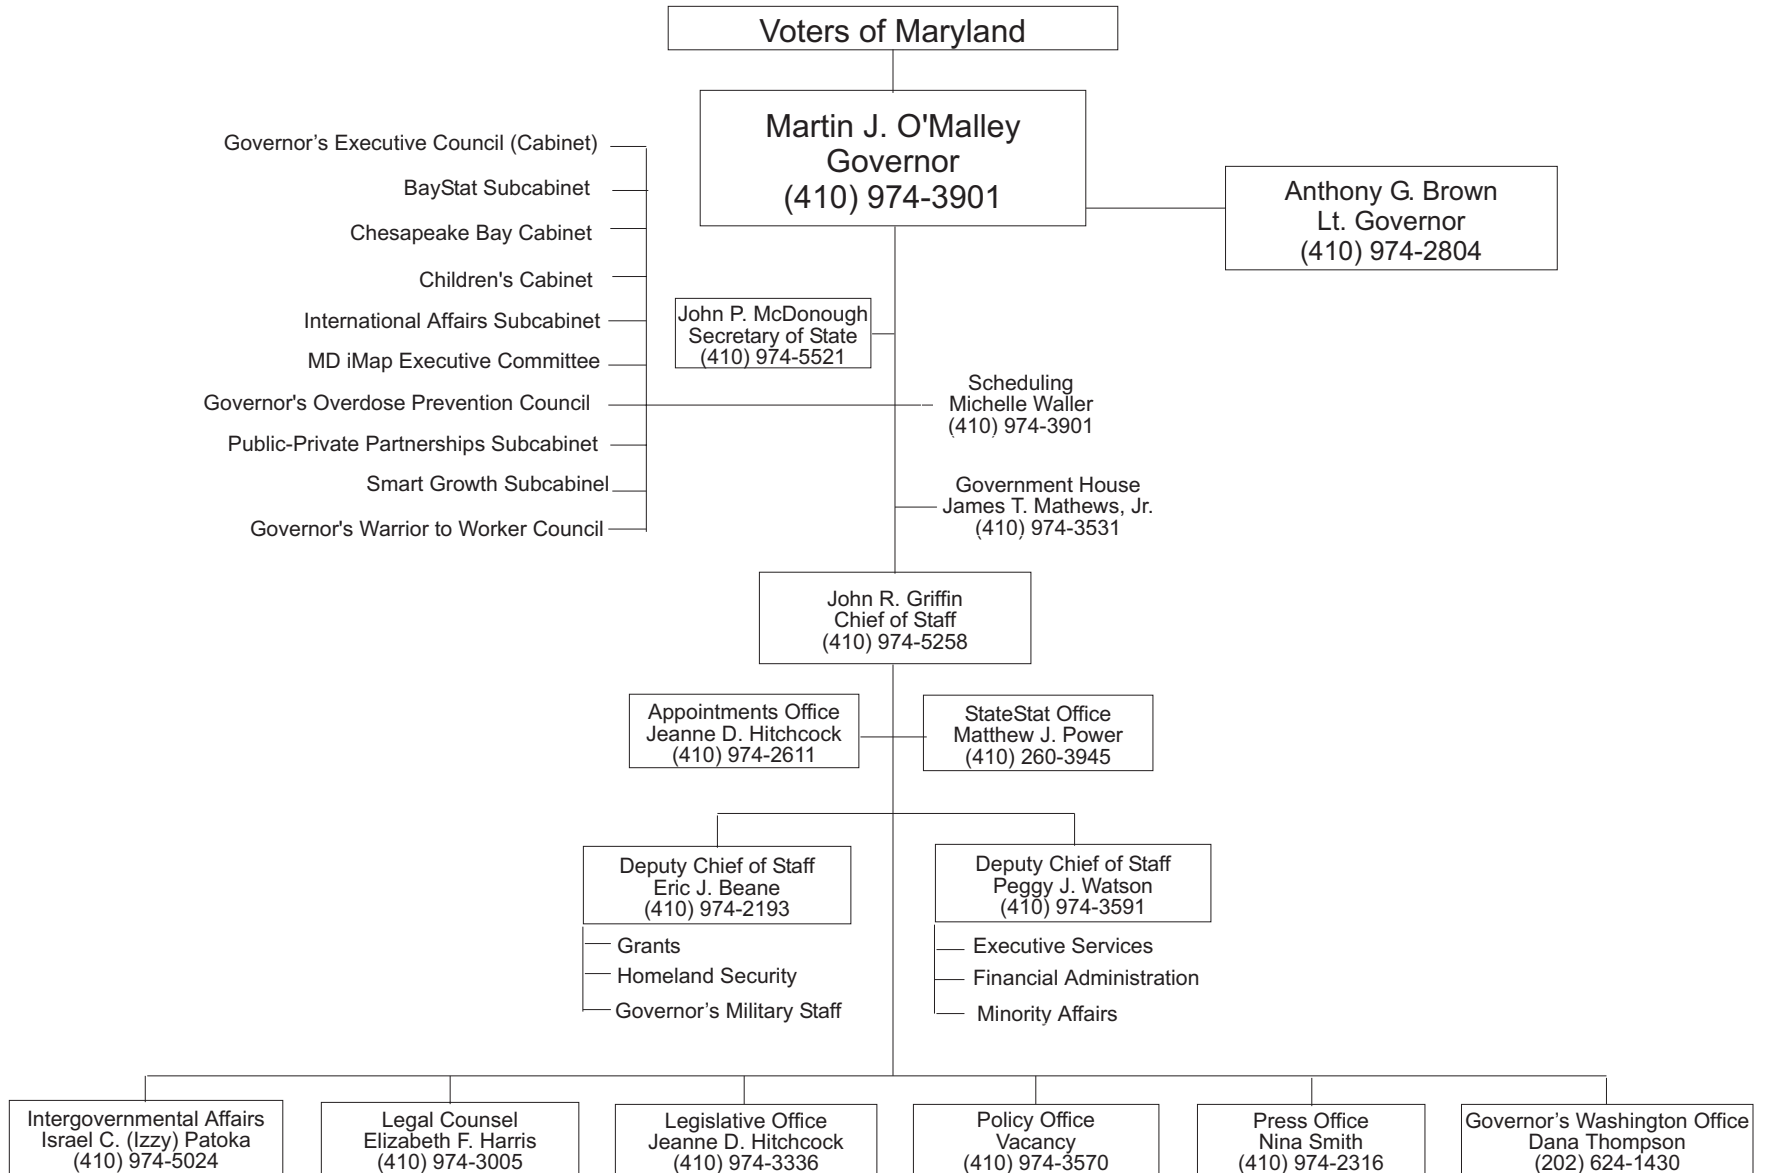 Voters of Maryland
Martin J. O'Malley
Governor
(410) 974-3901
Anthony G. Brown
Lt. Governor
(410) 974-2804
Governor’s Executive Council (Cabinet)
BayStat Subcabinet
Chesapeake Bay Cabinet
Children's Cabinet
International Affairs Subcabinet
MD iMap Executive Committee
Governor's Overdose Prevention Council
Public-Private Partnerships Subcabinet
Smart Growth Subcabinel
Governor's Warrior to Worker Council
John P. McDonough
Secretary of State
(410) 974-5521
Scheduling
Michelle Waller
(410) 974-3901
Government House
James T. Mathews, Jr.
(410) 974-3531
John R. Griffin
Chief of Staff
(410) 974-5258
Appointments Office
Jeanne D. Hitchcock
(410) 974-2611
StateStat Office
Matthew J. Power
(410) 260-3945
Deputy Chief of Staff
Eric J. Beane
(410) 974-2193
Grants
Homeland Security
Governor’s Military Staff
Deputy Chief of Staff
Peggy J. Watson
(410) 974-3591
Executive Services
Financial Administration
Minority Affairs
Intergovernmental Affairs
Israel C. (Izzy) Patoka
(410) 974-5024
Legal Counsel
Elizabeth F. Harris
(410) 974-3005
Legislative Office
Jeanne D. Hitchcock
(410) 974-3336
Policy Office
Vacancy
(410) 974-3570
Press Office
Nina Smith
(410) 974-2316
Governor’s Washington Office
Dana Thompson
(202) 624-1430